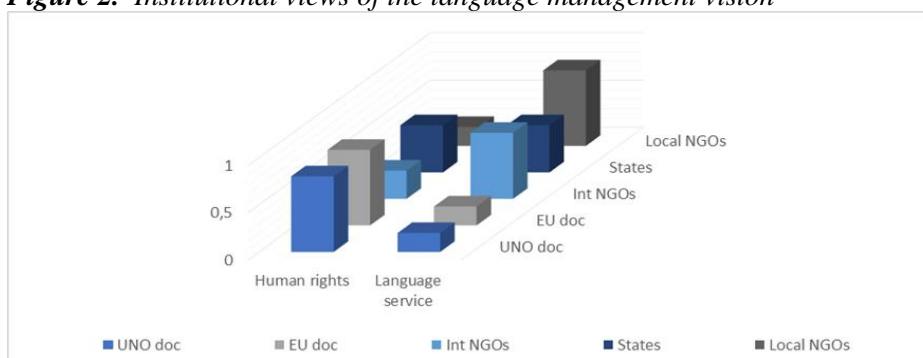 Figure 2. Institutional views of the language management vision
1
0,5
0
Local NGOs
States
Int NGOs
EU doc
UNO doc
Human rights
Language
service
UNO doc
EU doc
Int NGOs
States
Local NGOs